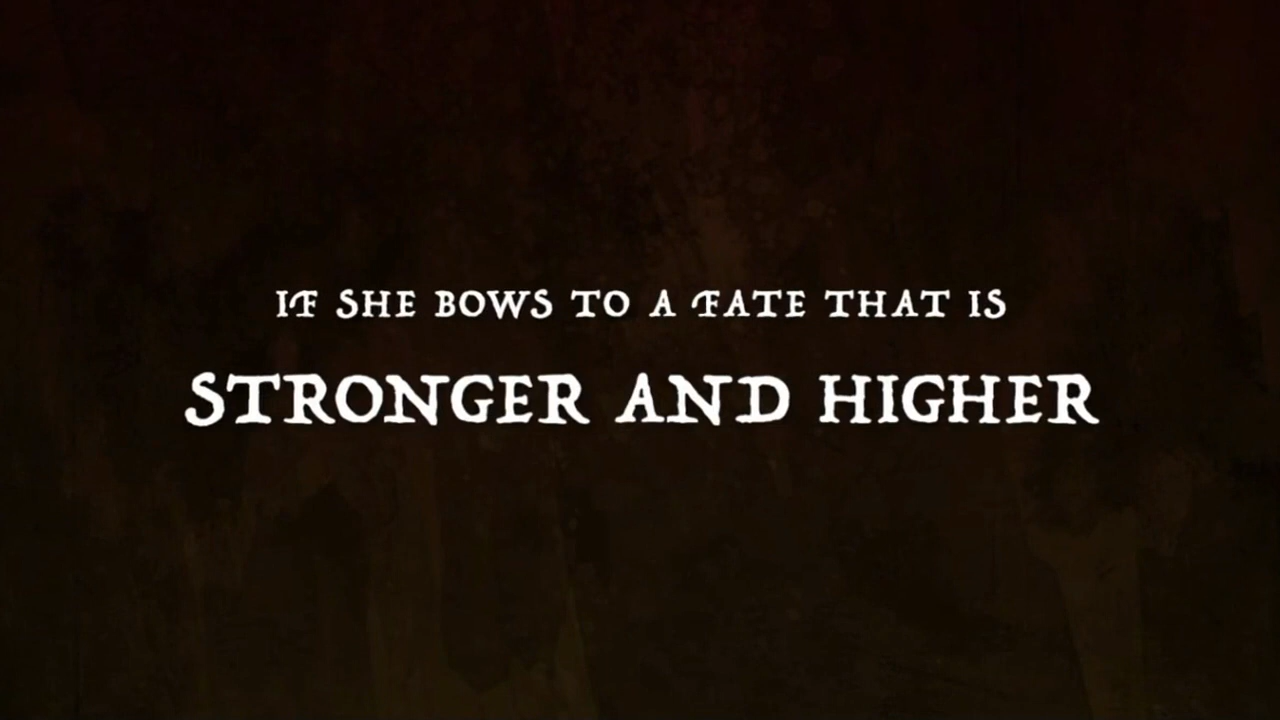 IF SHE BOWS TO A FATE THAT IS
STRONGER AND HIGHER